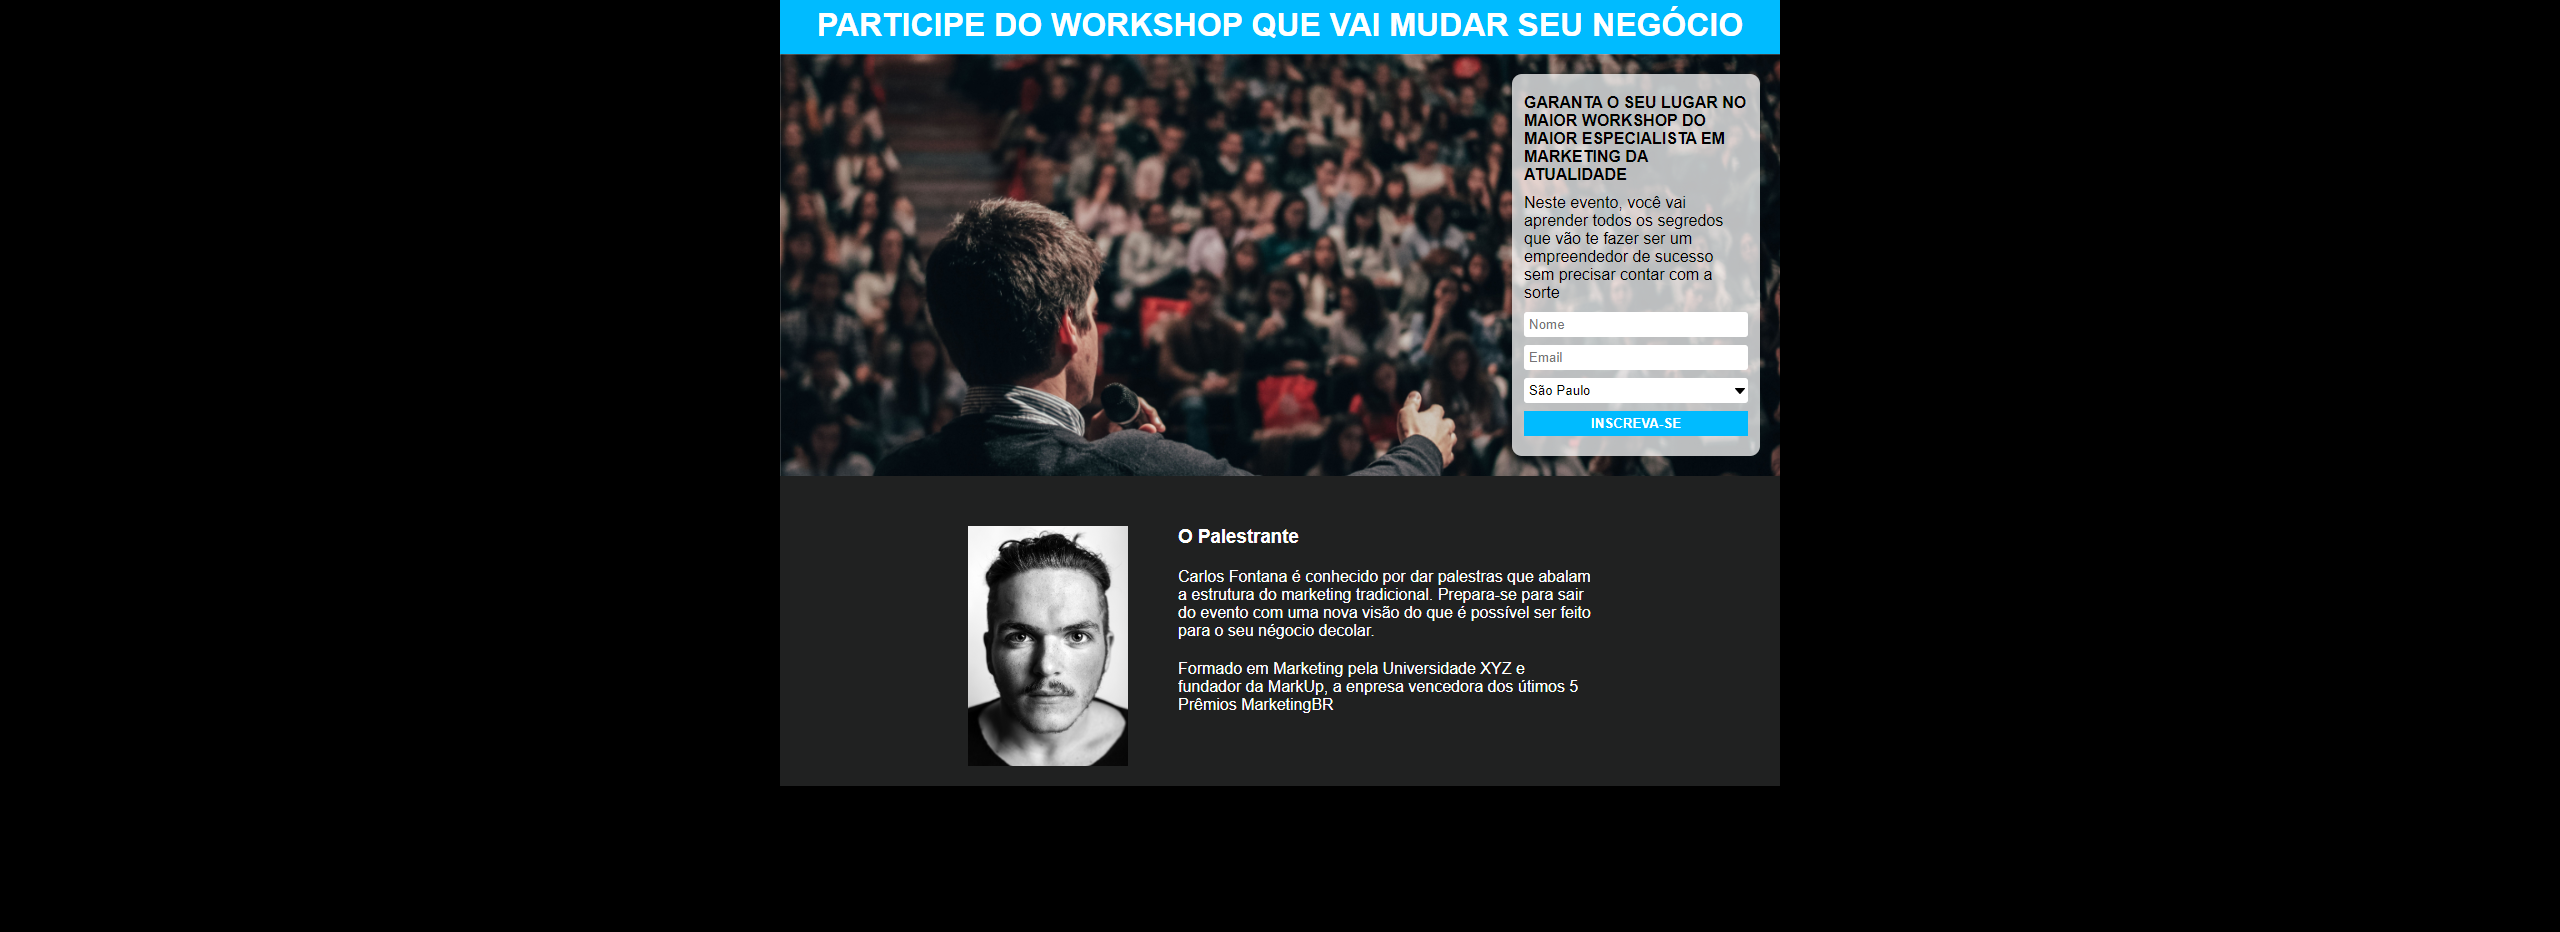 PARTICIPE DO WORKSHOP QUE VAI MUDAR SEU NEGÓCIO
GARANTA O SEU LUGAR NO
MAIOR WORKSHOP DO
MAIOR ESPECIALISTA EM
MARKETING DA
ATUALIDADE
Neste evento, você vai
aprender todos os segredos
que vão te fazer ser um
empreendedor de sucesso
sem precisar contar com a
sorte
Nome
Email
São Paulo
INSCREVA-SE
O Palestrante
Carlos Fontana é conhecido por dar palestras que abalam
a estrutura do marketing tradicional. Prepara-se para sair
do evento com uma nova visão do que é possível ser feito
para o seu négocio decolar.
Formado em Marketing pela Universidade XYZ e
fundador da MarkUp, a enpresa vencedora dos útimos 5
Prêmios MarketingBR